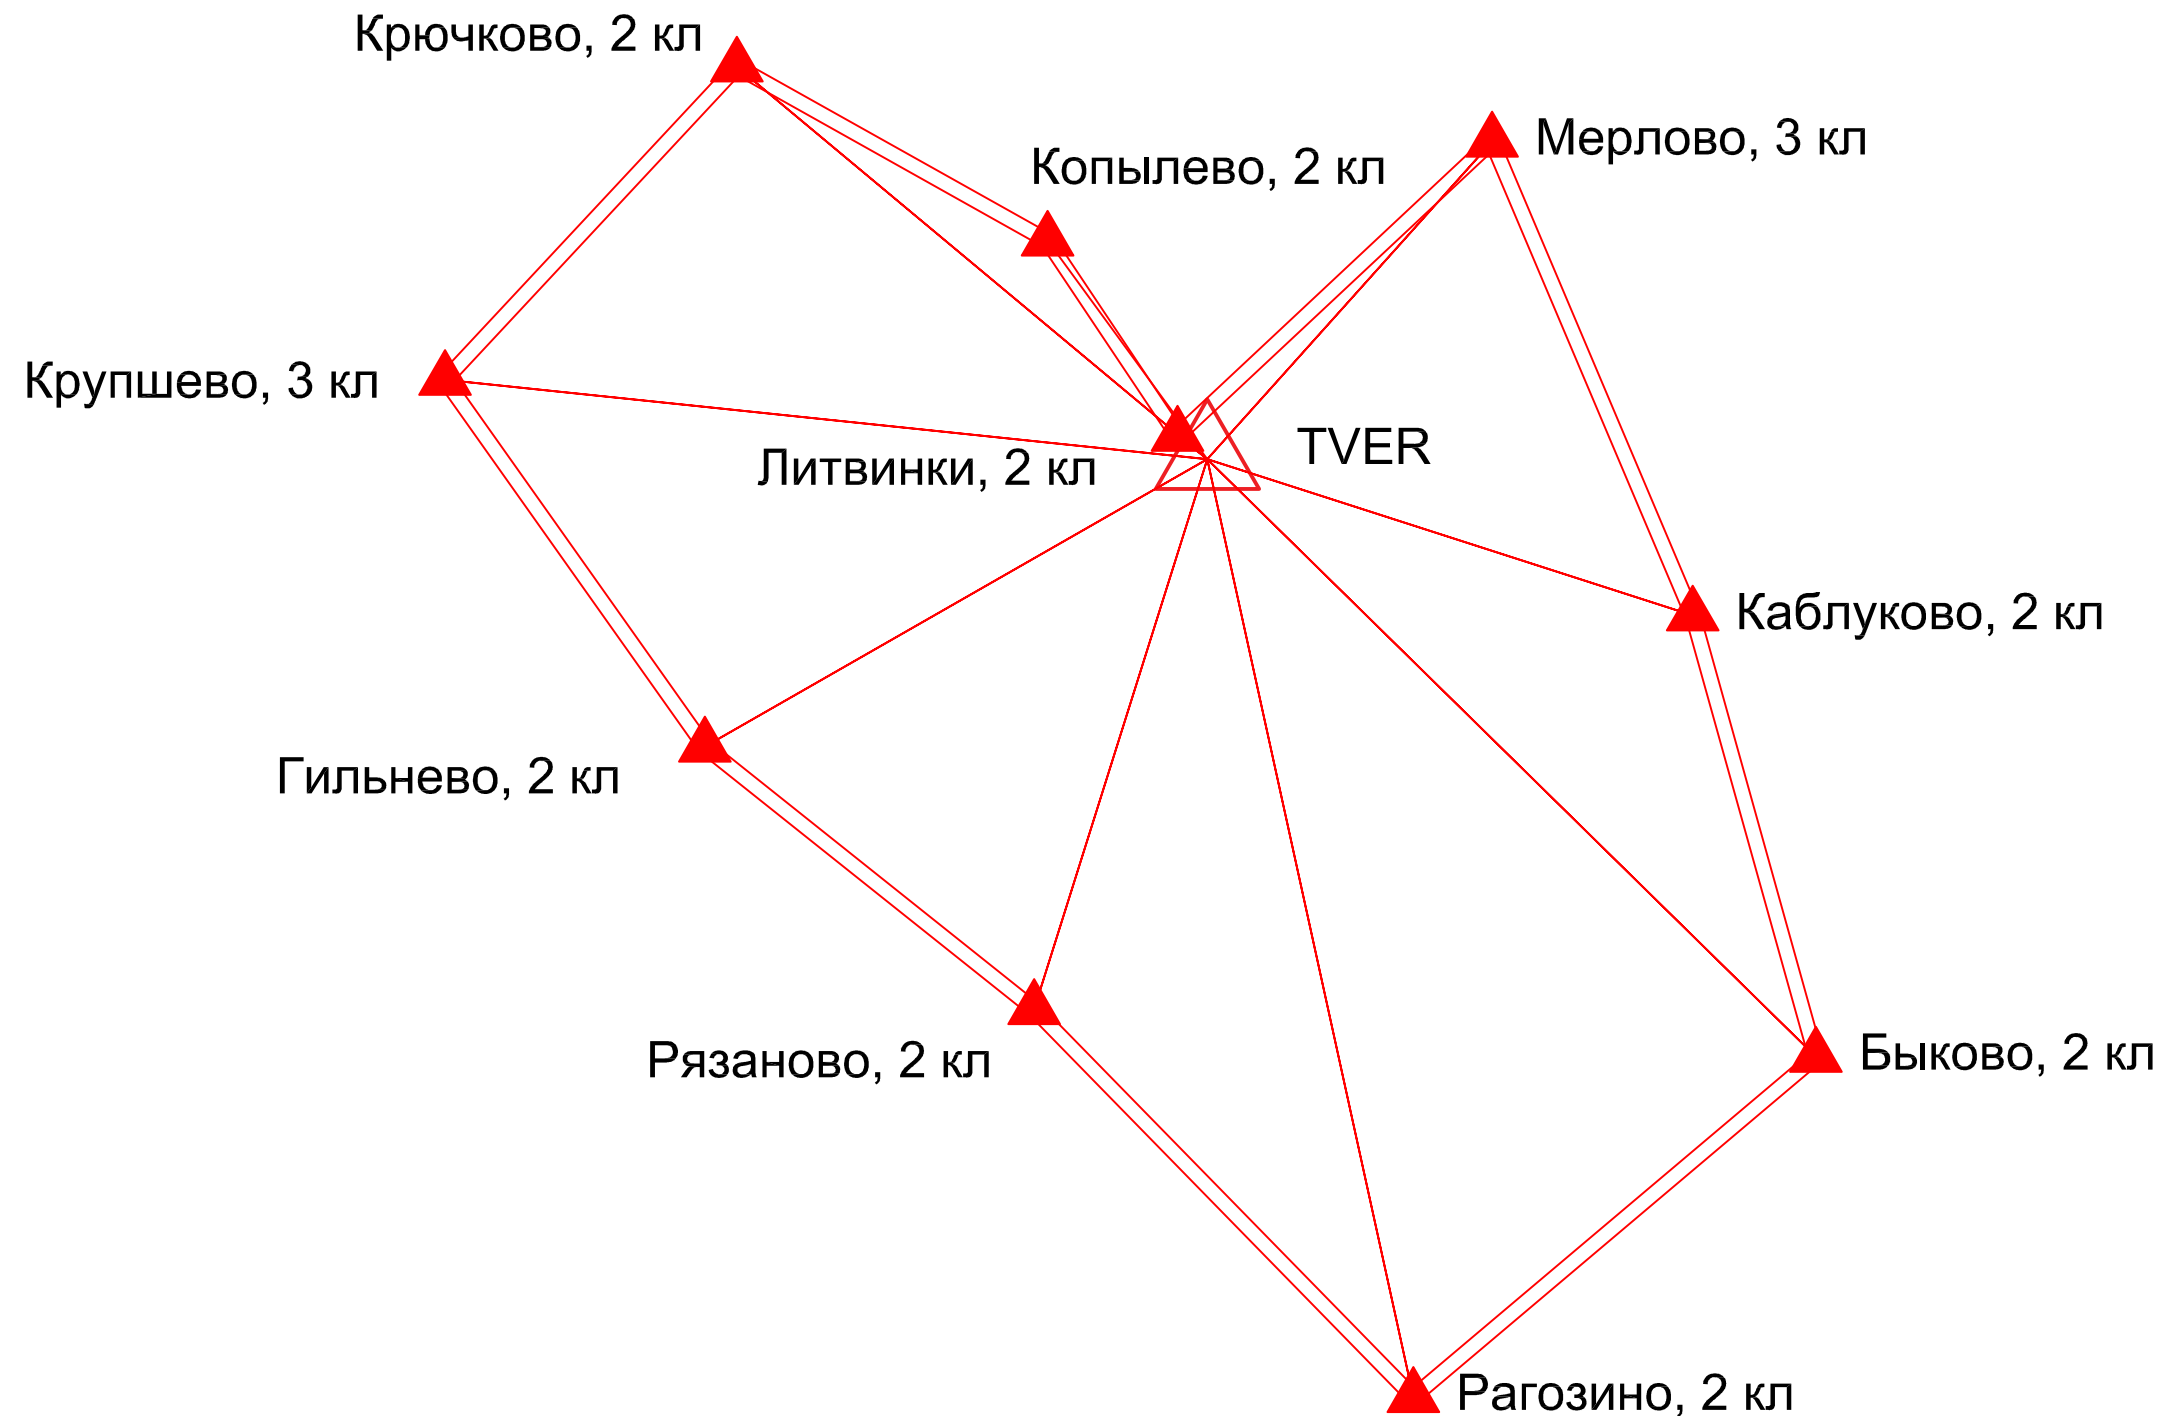 Крючково, 2 кл
Мерлово, 3 кл
Копылево, 2 кл
Крупшево, 3 кл
TVER
Литвинки, 2 кл
Каблуково, 2 кл
Гильнево, 2 кл
Быково, 2 кл
Рязаново, 2 кл
Рагозино, 2 кл